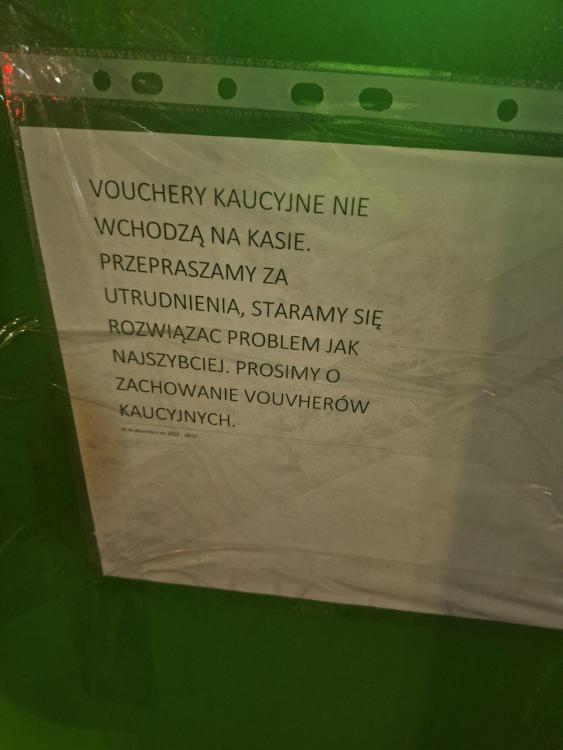 VOUCHERY KAUCYJNE NIE
WCHODZĄ NA KASIE.
PRZEPRASZAMY ZA
UTRUDNIENIA, STARAMY SIĘ
ROZWIĄZAC PROBLEM JAK
NAJSZYBCIEJ. PROSIMY O
ZACHOWANIE VOUVHERÓW
KAUCYJNYCH.